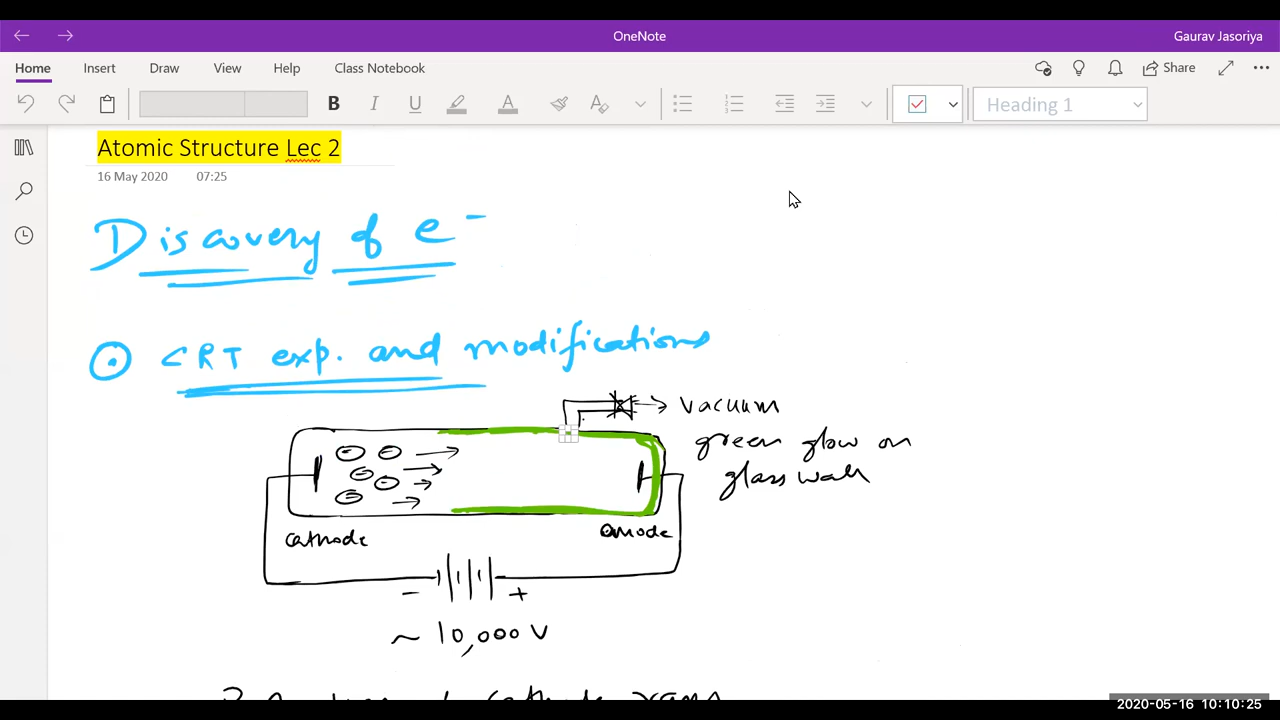 OneNote
Gaurav Jasoriya
Home Insert Draw View Help Class Notebook Share
B I U A Heading 1
Atomic Structure Lec 2
16 May 2020 07:25
Discovery of e⁻
CRT exp. and modifications
vacuum
green glow on
glass wall
cathode
anode
- +
~ 10,000 V
cathode
2020-05-16 10:10:25